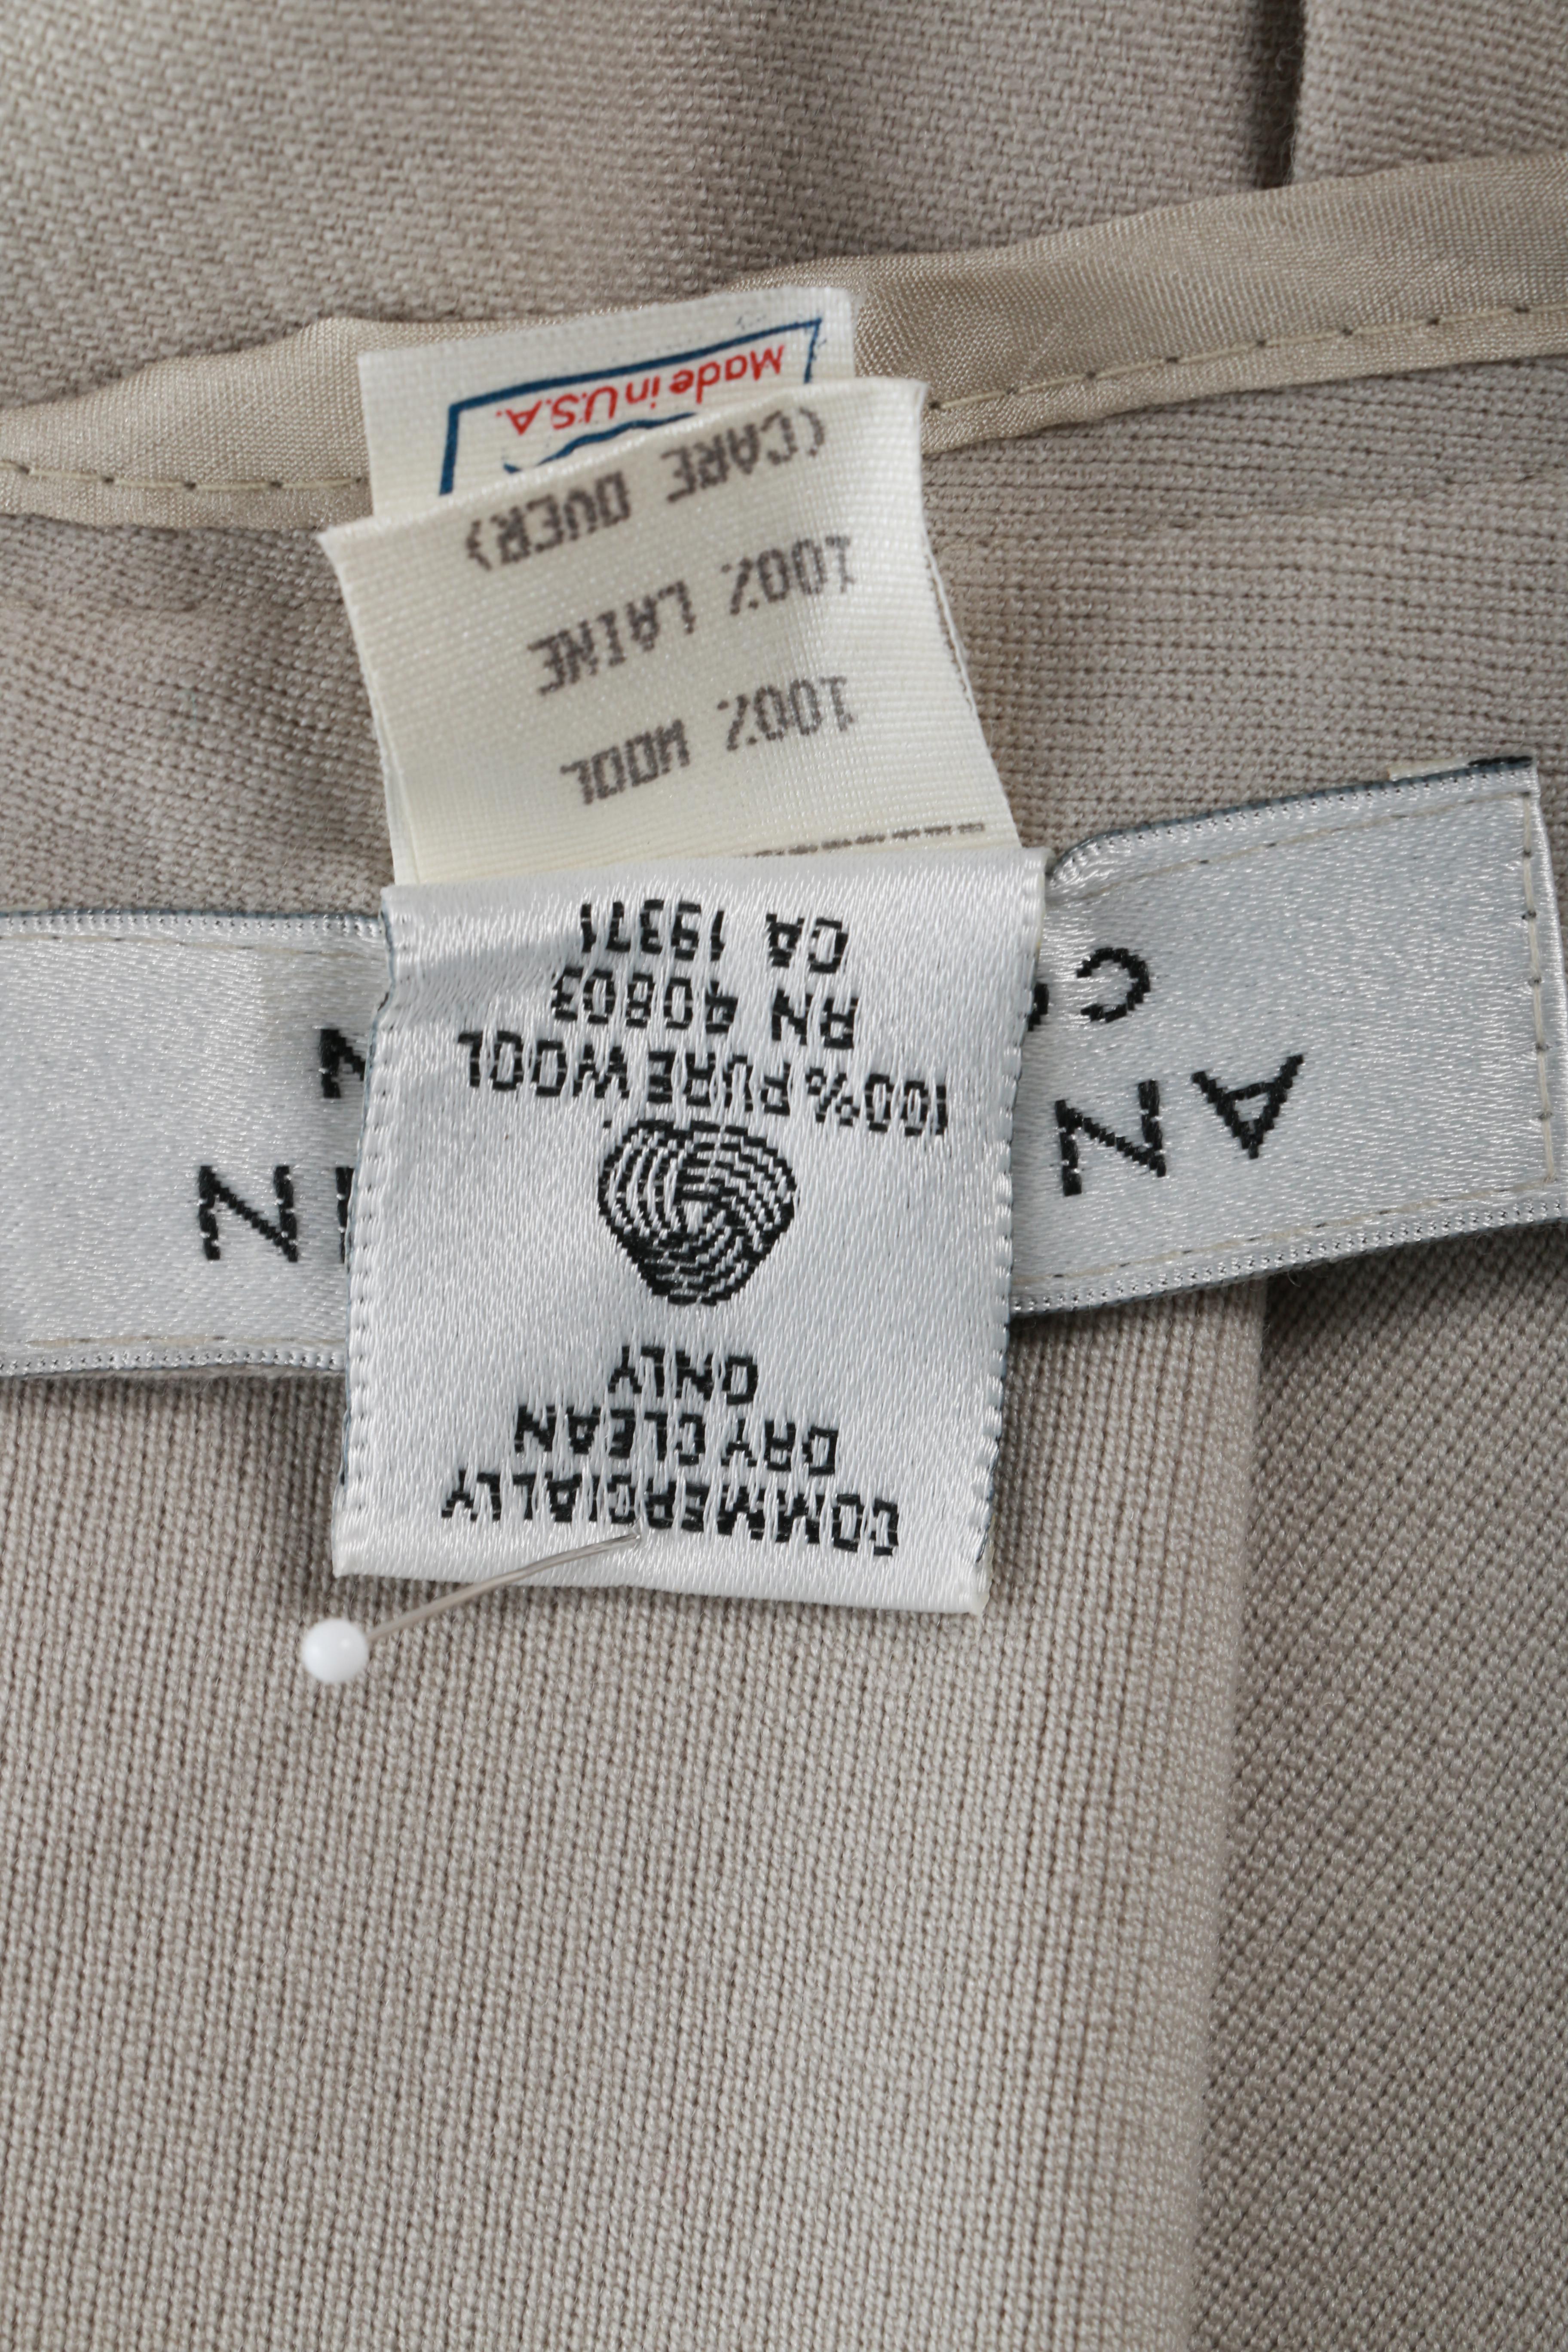 COMMERCIALLY
DRY CLEAN
ONLY
100% PURE WOOL
RN 40803
CA 19371
100% WOOL
100% LAINE
(CARE OVER)
Made in U.S.A.